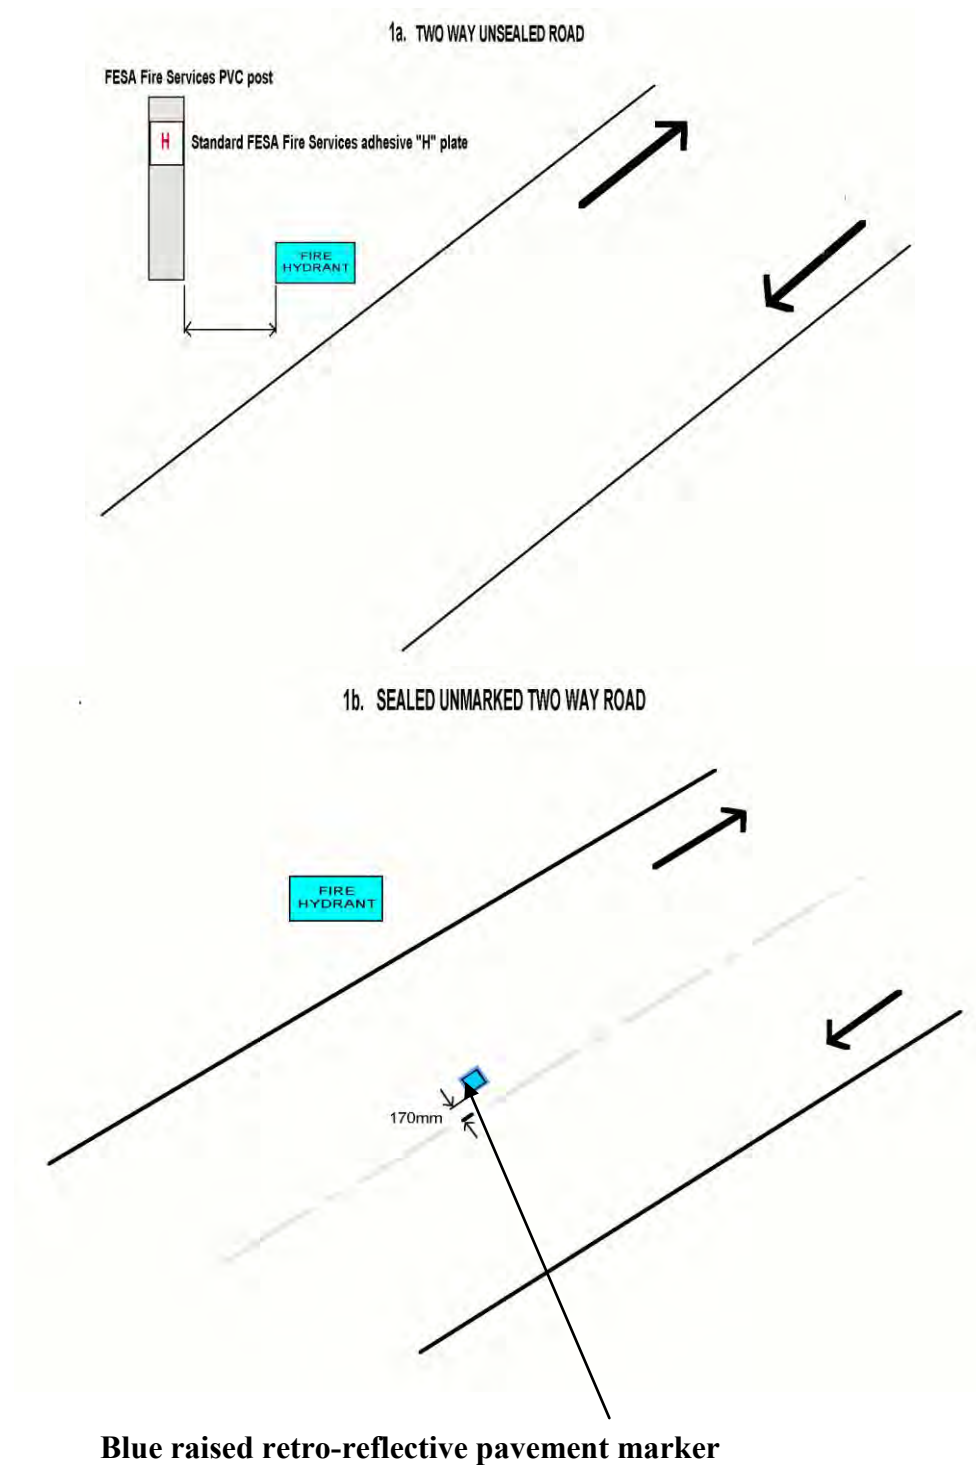 1a. TWO WAY UNSEALED ROAD
FESA Fire Services PVC post
H
Standard FESA Fire Services adhesive "H" plate
FIRE
HYDRANT
1b. SEALED UNMARKED TWO WAY ROAD
FIRE
HYDRANT
170mm
Blue raised retro-reflective pavement marker